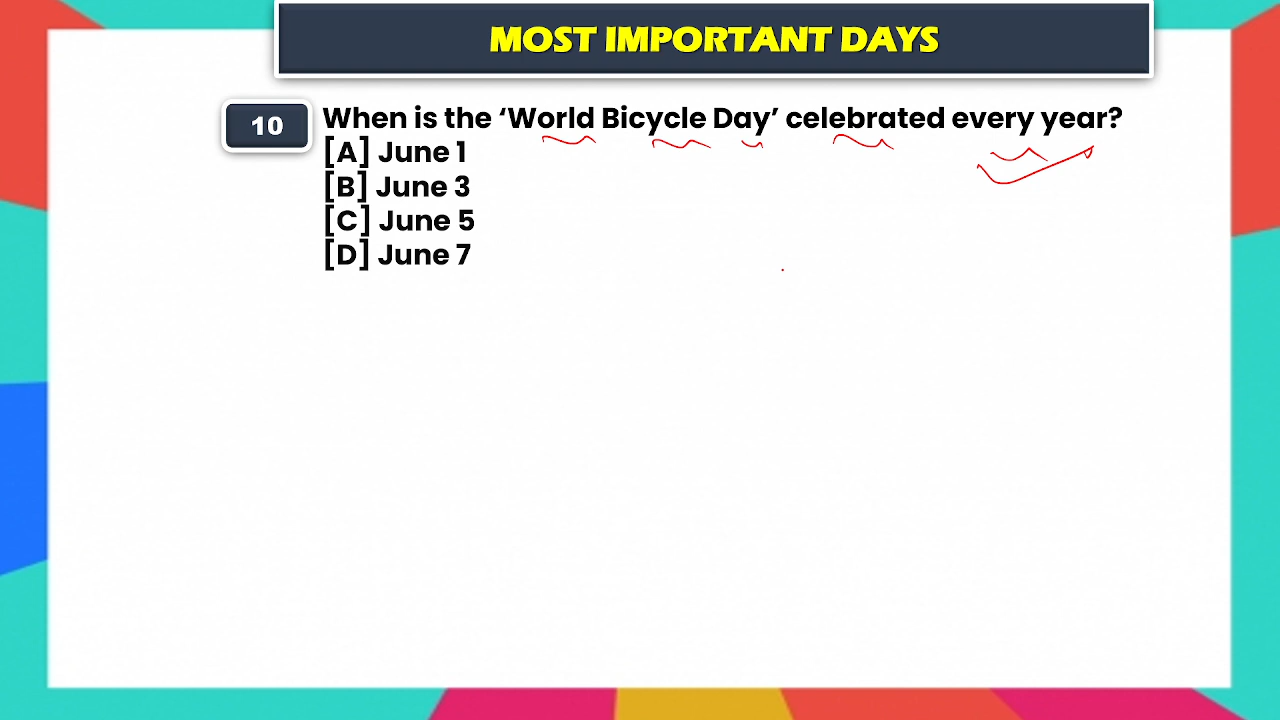 MOST IMPORTANT DAYS
10 When is the ‘World Bicycle Day’ celebrated every year?
[A] June 1
[B] June 3
[C] June 5
[D] June 7